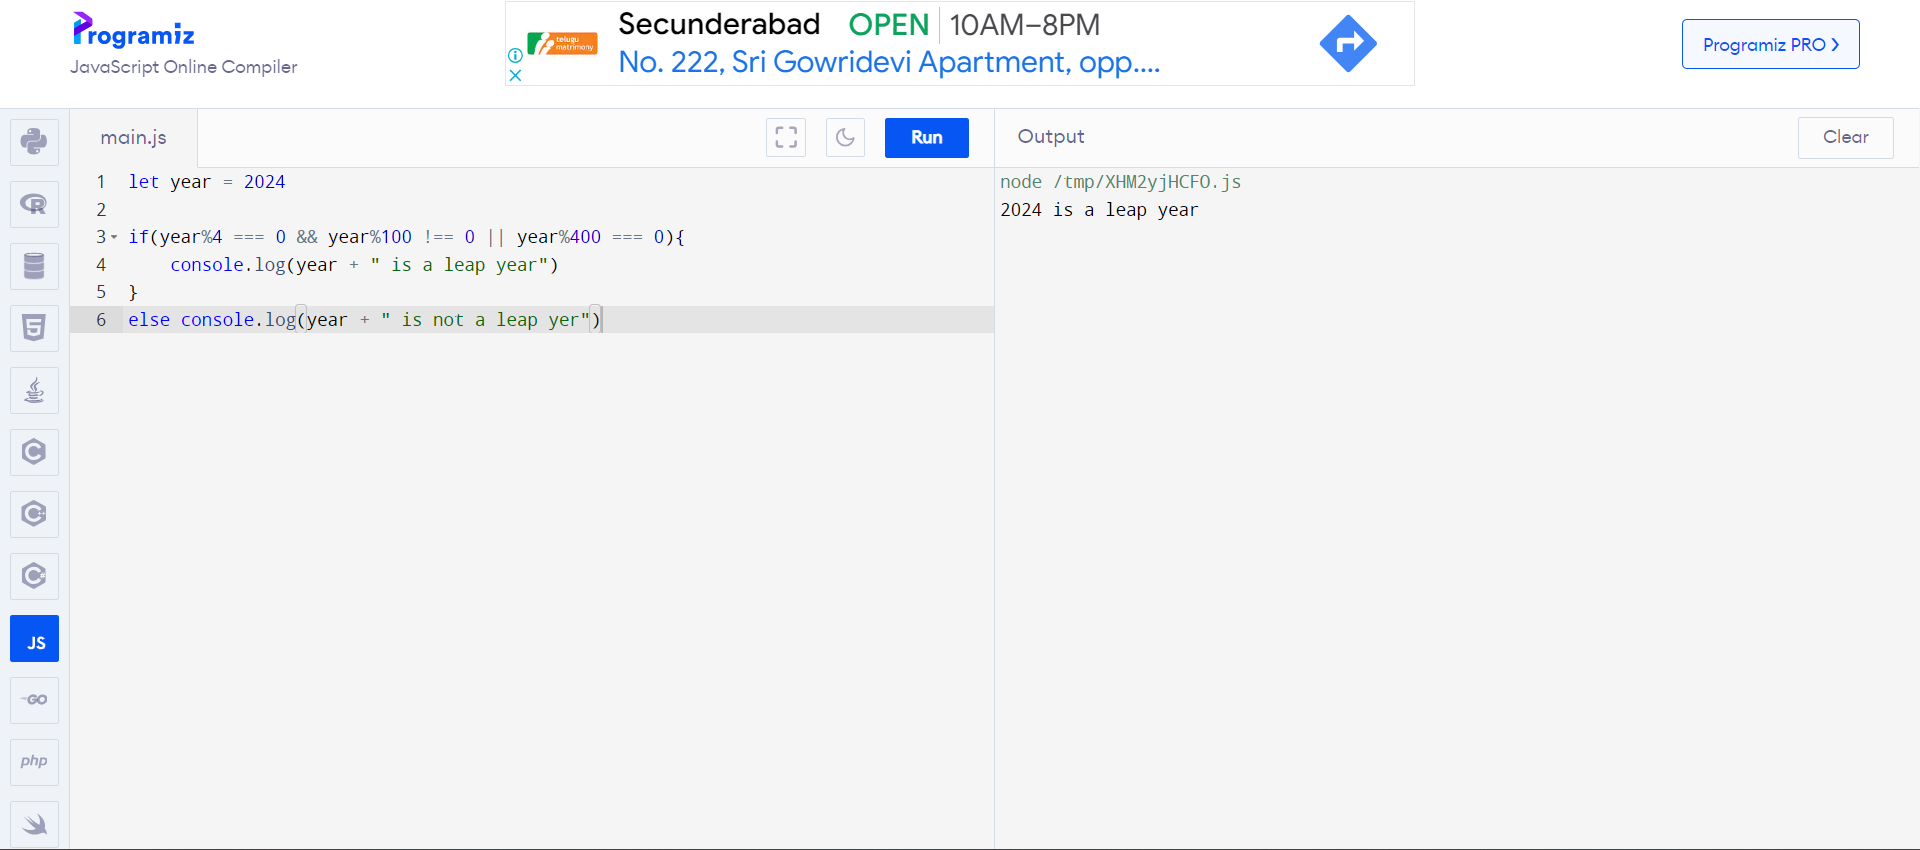 Programiz
JavaScript Online Compiler
telugu
matrimony
Secunderabad OPEN 10AM–8PM
No. 222, Sri Gowridevi Apartment, opp....
Programiz PRO
main.js
Run
Output
Clear
1 let year = 2024
2
3 if(year%4 === 0 && year%100 !== 0 || year%400 === 0){
4     console.log(year + " is a leap year")
5 }
6 else console.log(year + " is not a leap yer")
node /tmp/XHM2yjHCFO.js
2024 is a leap year
R
5
C
C
C
JS
GO
php